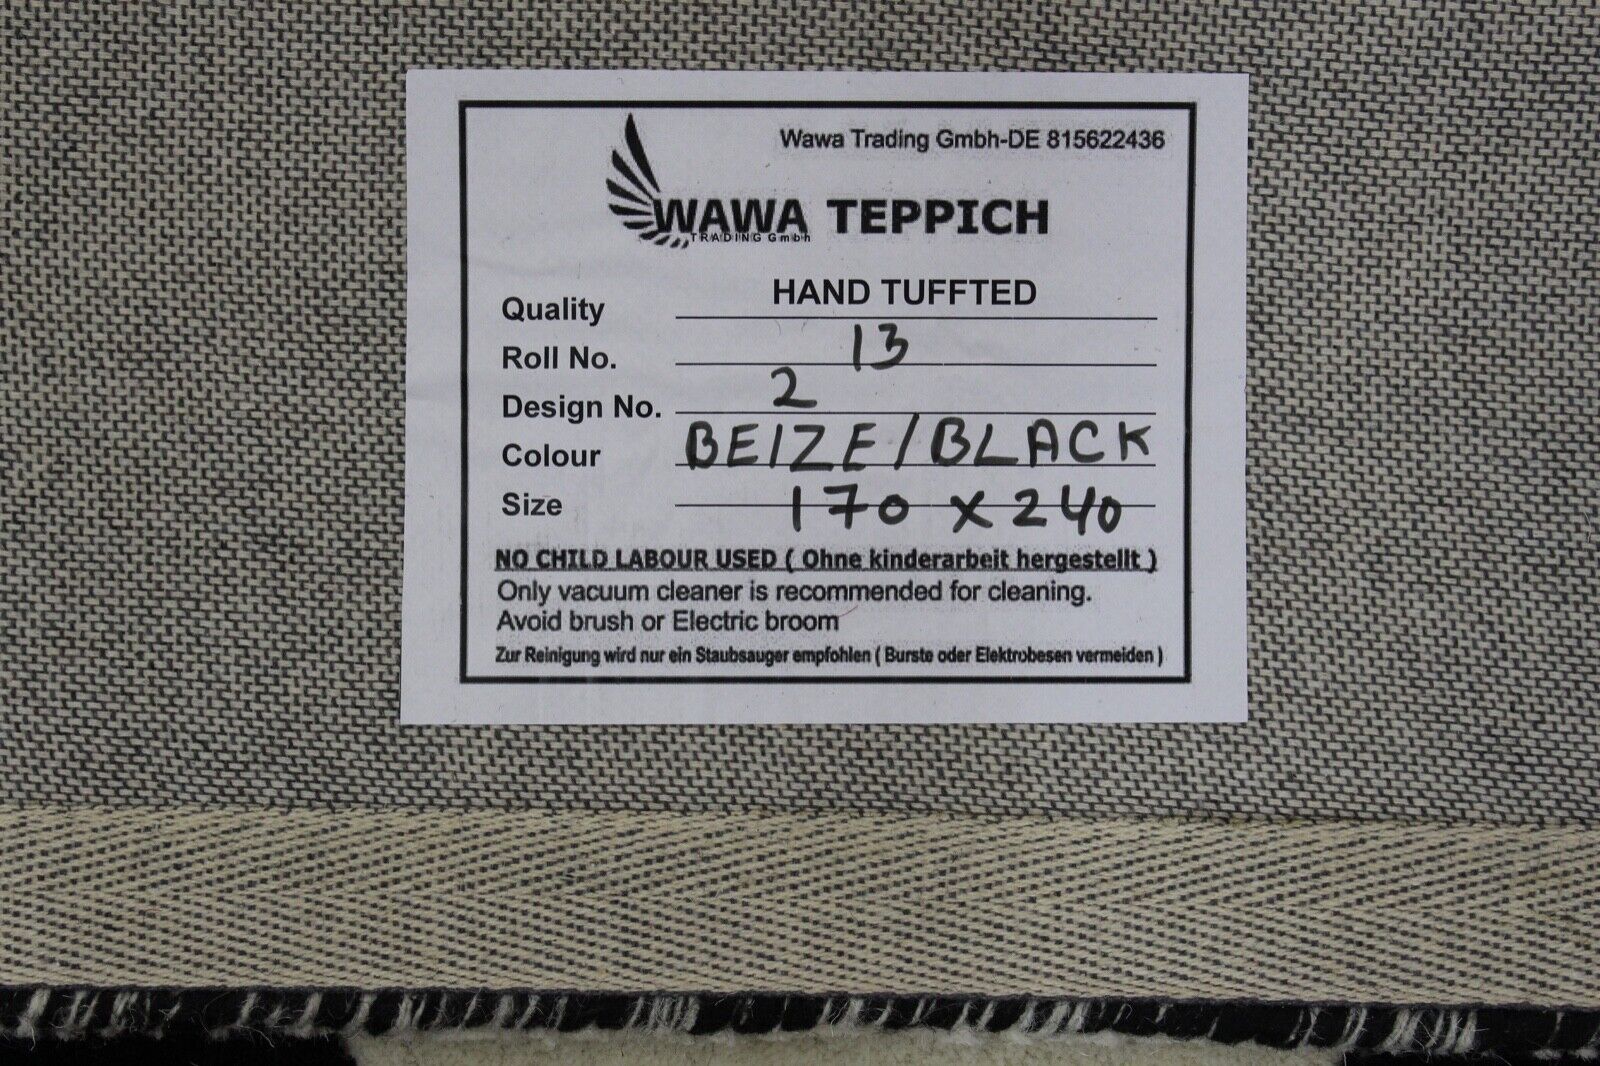 Wawa Trading Gmbh-DE 815622436
WAWA TEPPICH
TRADING Gmbh
Quality HAND TUFFTED
Roll No. 13
Design No. 2
Colour BEIZE/BLACK
Size 170 x 240
NO CHILD LABOUR USED ( Ohne kinderarbeit hergestellt )
Only vacuum cleaner is recommended for cleaning.
Avoid brush or Electric broom
Zur Reinigung wird nur ein Staubsauger empfohlen ( Burste oder Elektrobesen vermeiden )